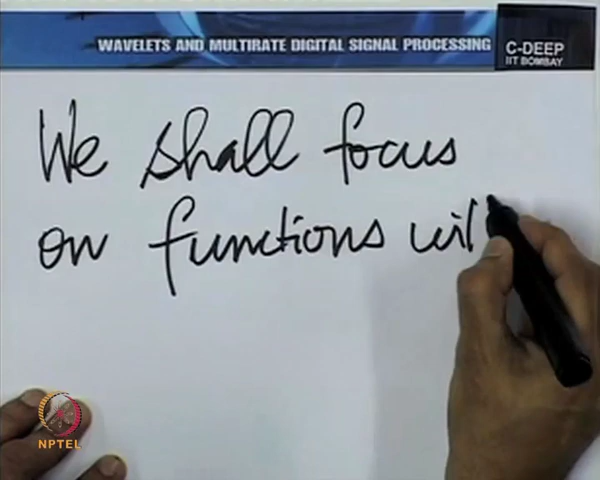 WAVELETS AND MULTIRATE DIGITAL SIGNAL PROCESSING
C-DEEP
IIT BOMBAY
We shall focus
on functions
NPTEL